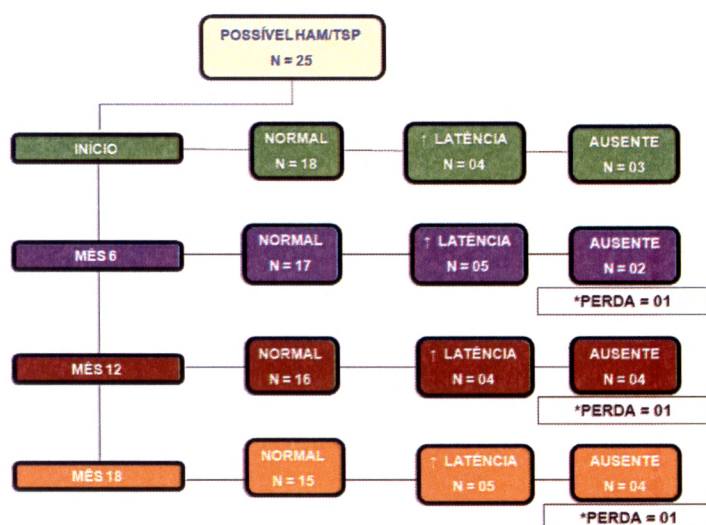 POSSÍVEL HAM/TSP
N = 25
INÍCIO
NORMAL
N = 18
↑ LATÊNCIA
N = 04
AUSENTE
N = 03
MÊS 6
NORMAL
N = 17
↑ LATÊNCIA
N = 05
AUSENTE
N = 02
*PERDA = 01
MÊS 12
NORMAL
N = 16
↑ LATÊNCIA
N = 04
AUSENTE
N = 04
*PERDA = 01
MÊS 18
NORMAL
N = 15
↑ LATÊNCIA
N = 05
AUSENTE
N = 04
*PERDA = 01